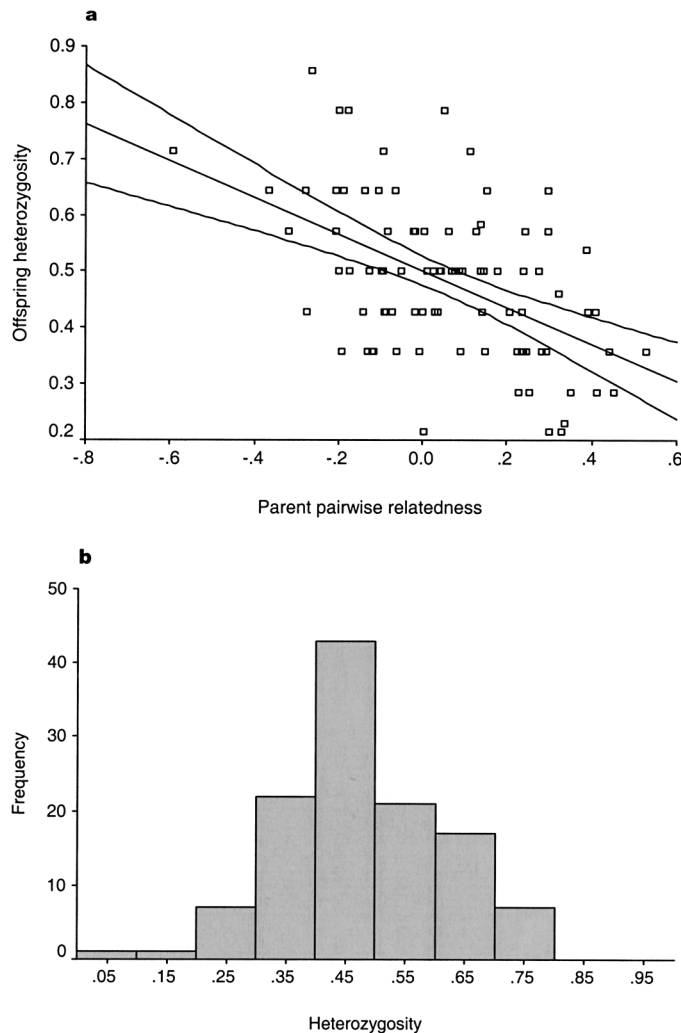 a
0.9
0.8
0.7
0.6
0.5
0.4
0.3
0.2
Offspring heterozygosity
-.8 -.6 -.4 -.2 0.0 .2 .4 .6
Parent pairwise relatedness
b
50
40
30
20
10
0
Frequency
.05 .15 .25 .35 .45 .55 .65 .75 .85 .95
Heterozygosity